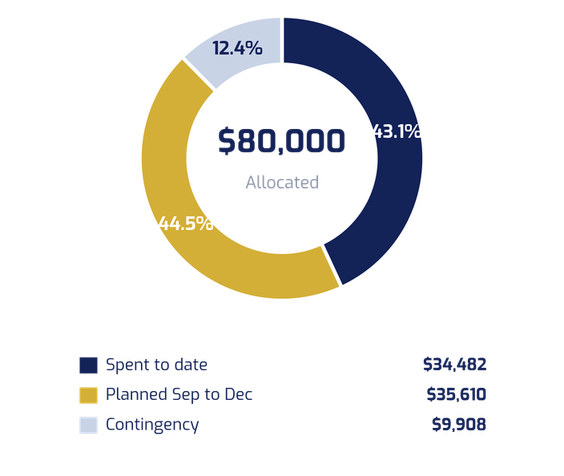 12.4%
43.1%
$80,000
Allocated
44.5%
Spent to date $34,482
Planned Sep to Dec $35,610
Contingency $9,908